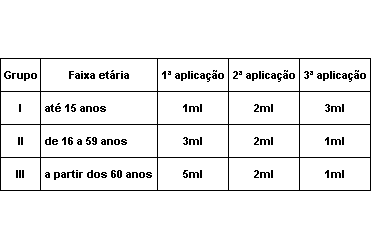 Grupo Faixa etária 1ª aplicação 2ª aplicação 3ª aplicação
I até 15 anos 1ml 2ml 3ml
II de 16 a 59 anos 3ml 2ml 1ml
III a partir dos 60 anos 5ml 2ml 1ml